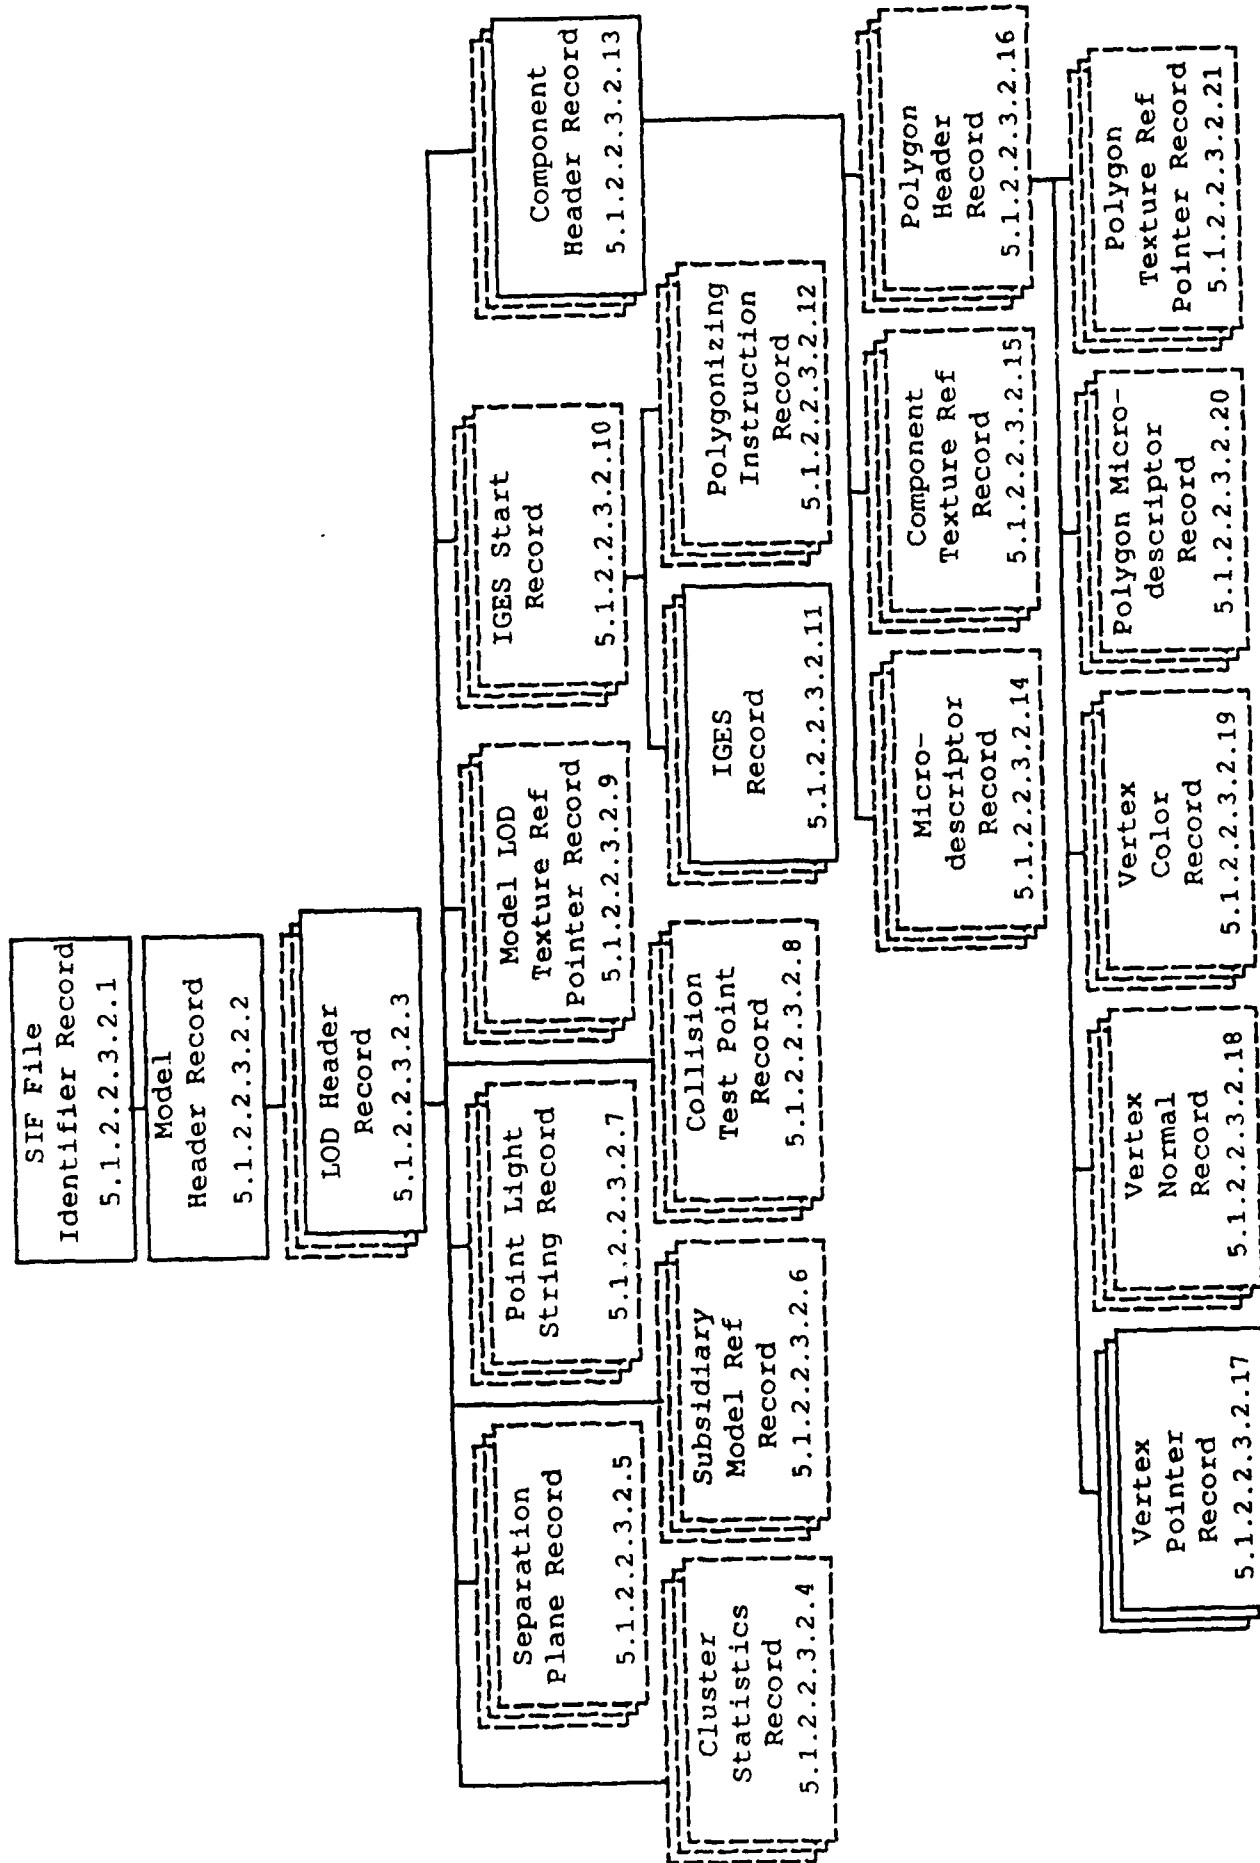 SIF File
Identifier Record
5.1.2.2.3.2.1
Model
Header Record
5.1.2.2.3.2.2
LOD Header
Record
5.1.2.2.3.2.3
Separation
Plane Record
5.1.2.2.3.2.5
Point Light
String Record
5.1.2.2.3.2.7
Model LOD
Texture Ref
Pointer Record
5.1.2.2.3.2.9
IGES Start
Record
5.1.2.2.3.2.10
Component
Header Record
5.1.2.2.3.2.13
Cluster
Statistics
Record
5.1.2.2.3.2.4
Subsidiary
Model Ref
Record
5.1.2.2.3.2.6
Collision
Test Point
Record
5.1.2.2.3.2.8
IGES
Record
5.1.2.2.3.2.11
Polygonizing
Instruction
Record
5.1.2.2.3.2.12
Micro-
descriptor
Record
5.1.2.2.3.2.14
Component
Texture Ref
Record
5.1.2.2.3.2.15
Polygon
Header
Record
5.1.2.2.3.2.16
Vertex
Pointer
Record
5.1.2.2.3.2.17
Vertex
Normal
Record
5.1.2.2.3.2.18
Vertex
Color
Record
5.1.2.2.3.2.19
Polygon Micro-
descriptor
Record
5.1.2.2.3.2.20
Polygon
Texture Ref
Pointer Record
5.1.2.2.3.2.21